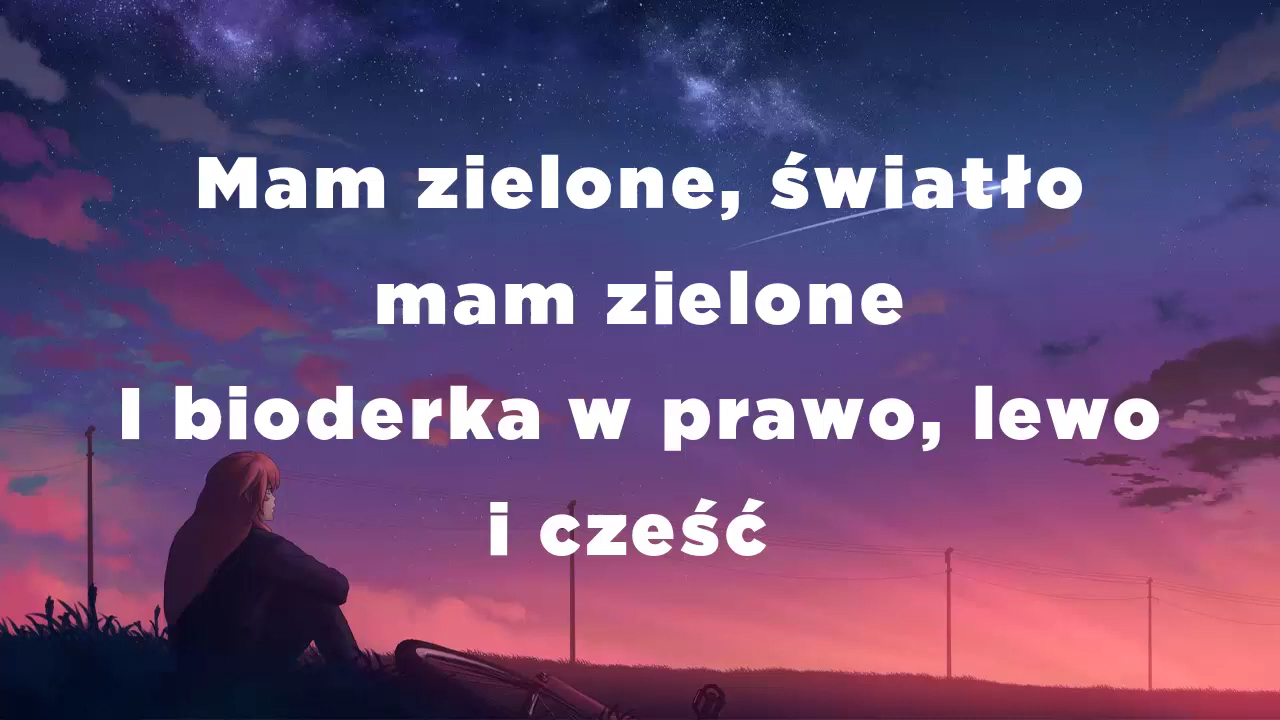 Mam zielone, światło
mam zielone
I bioderka w prawo, lewo
i cześć